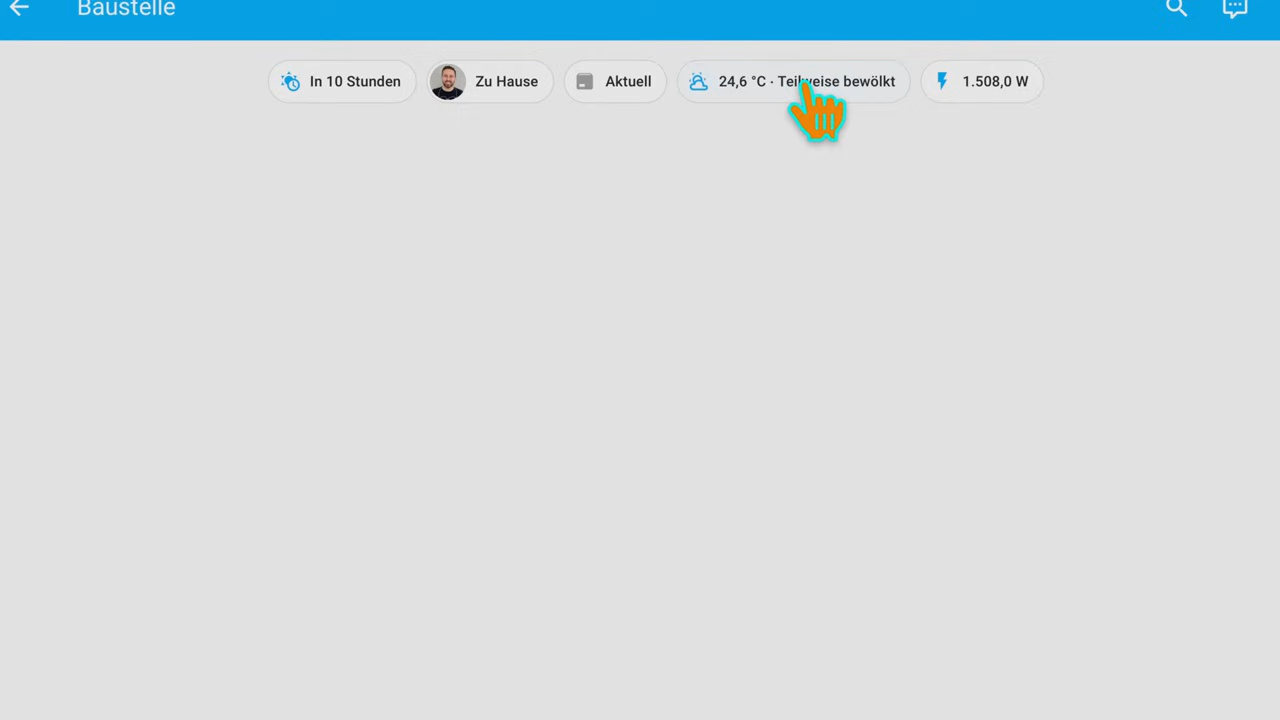 Baustelle
In 10 Stunden
Zu Hause
Aktuell
24,6 °C · Teilweise bewölkt
1.508,0 W